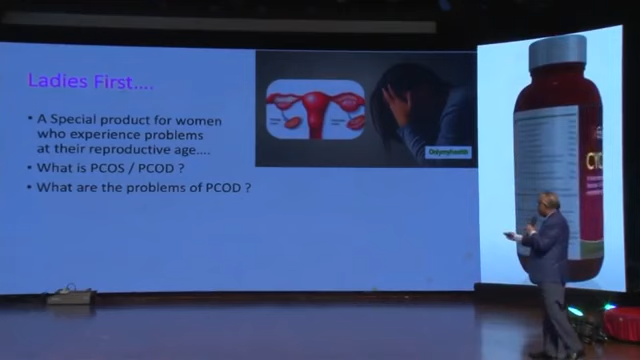 Ladies First....
• A Special product for women
who experience problems
at their reproductive age....
• What is PCOS / PCOD ?
• What are the problems of PCOD ?
Onlymyhealth